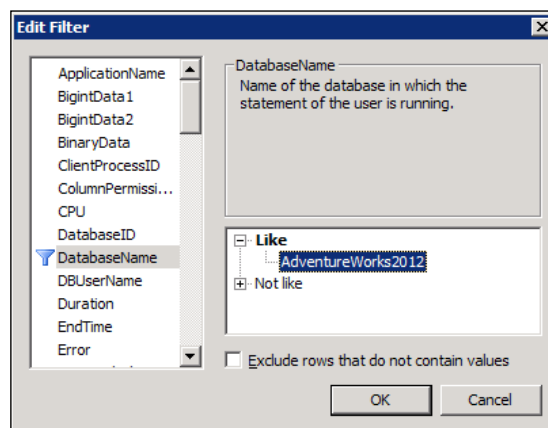 Edit Filter
ApplicationName
BigintData1
BigintData2
BinaryData
ClientProcessID
ColumnPermissi...
CPU
DatabaseID
DatabaseName
DBUserName
Duration
EndTime
Error
DatabaseName
Name of the database in which the
statement of the user is running.
Like
AdventureWorks2012
Not like
Exclude rows that do not contain values
OK
Cancel